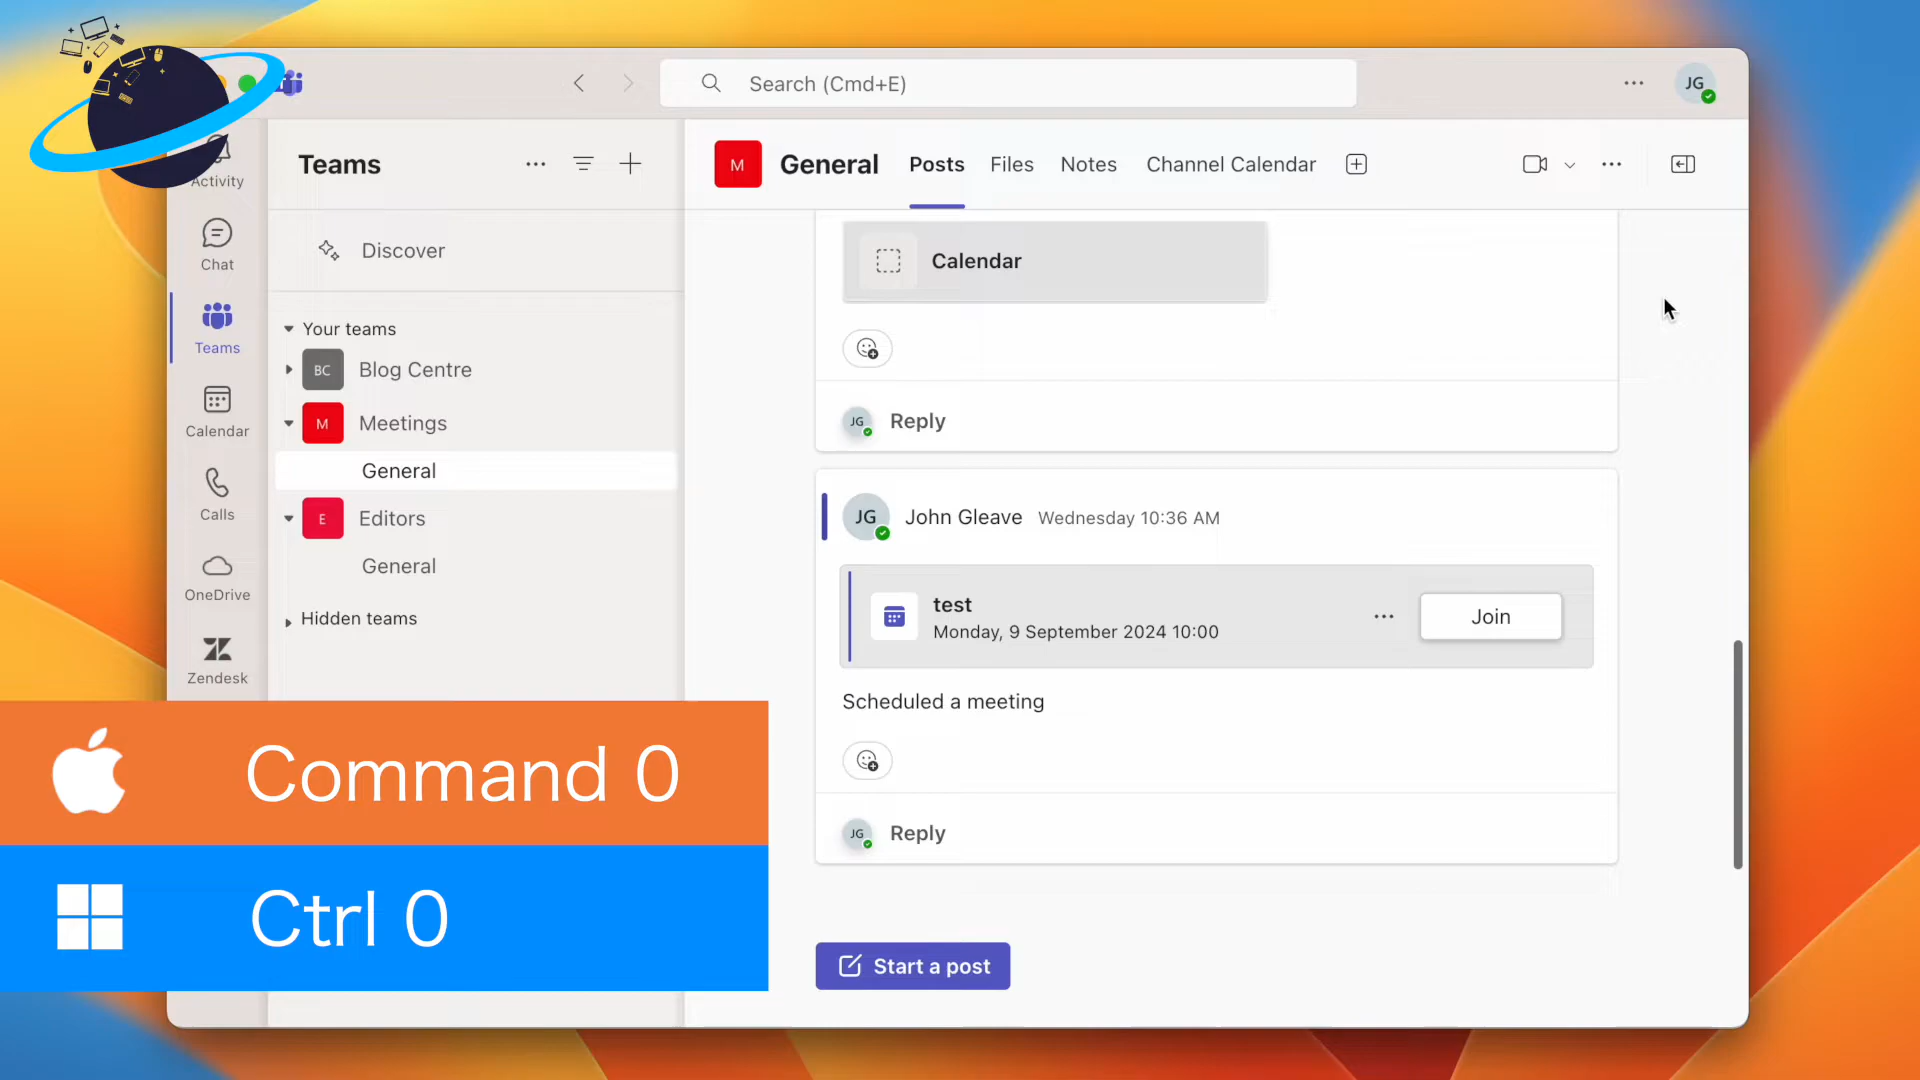 Search (Cmd+E)
JG
Activity
Chat
Teams
Calendar
Calls
OneDrive
Zendesk
Teams
Discover
Your teams
BC Blog Centre
M Meetings
General
E Editors
General
Hidden teams
M General Posts Files Notes Channel Calendar
Calendar
JG Reply
JG John Gleave Wednesday 10:36 AM
test
Monday, 9 September 2024 10:00
Join
Scheduled a meeting
JG Reply
Start a post
Command 0
Ctrl 0